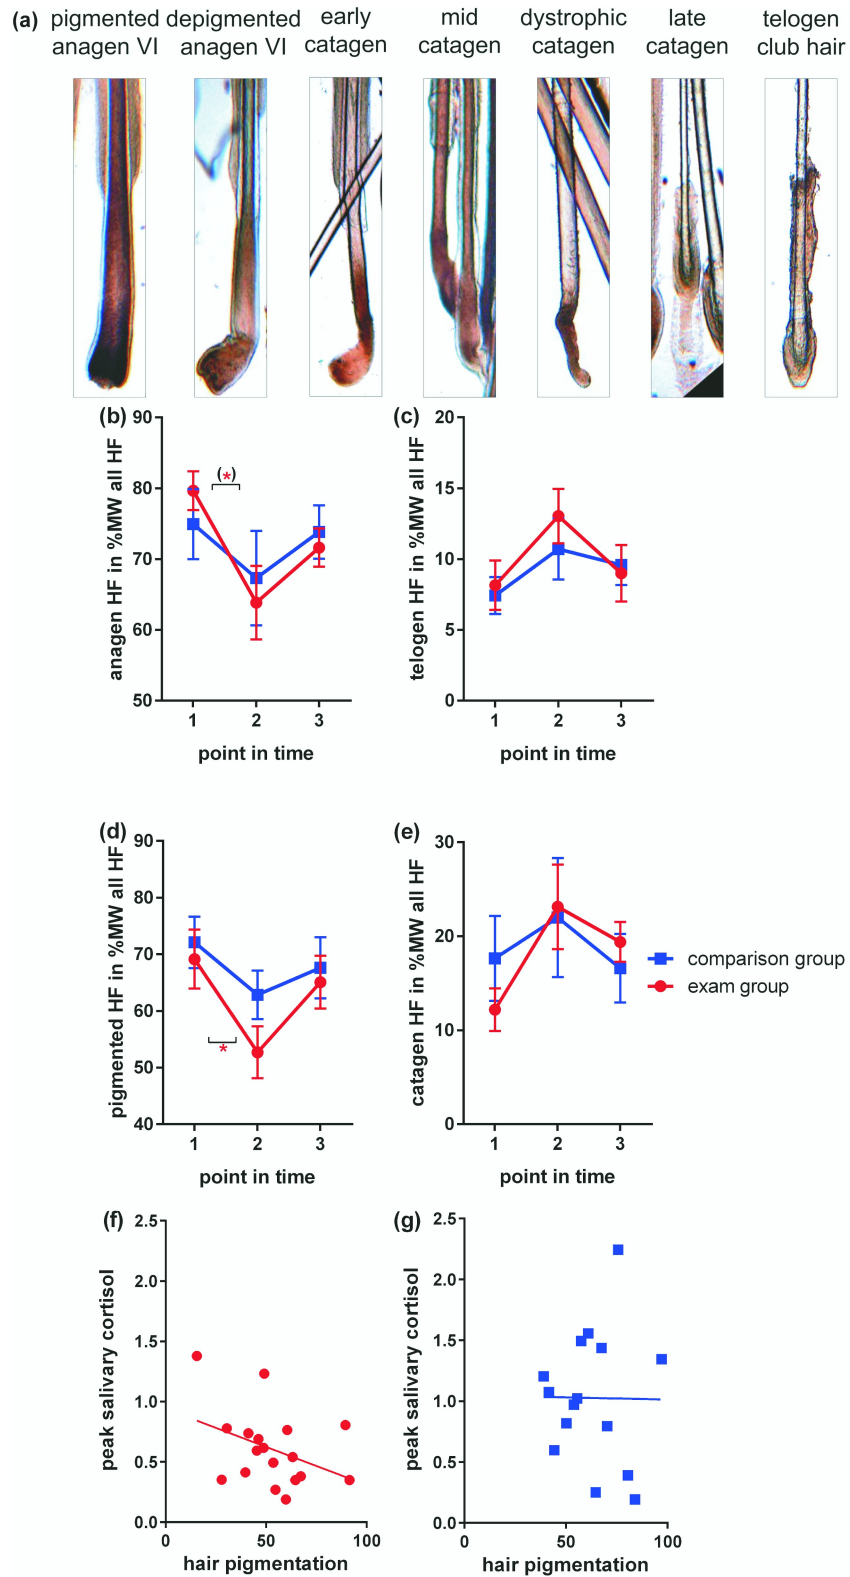 (a)
pigmented
anagen VI
depigmented
anagen VI
early
catagen
mid
catagen
dystrophic
catagen
late
catagen
telogen
club hair
(b)
anagen HF in %MW all HF
90
80
70
60
50
(*)
1 2 3
point in time
(c)
telogen HF in %MW all HF
20
15
10
5
0
1 2 3
point in time
(d)
pigmented HF in %MW all HF
90
80
70
60
50
40
*
1 2 3
point in time
(e)
catagen HF in %MW all HF
30
20
10
0
1 2 3
point in time
comparison group
exam group
(f)
peak salivary cortisol
2.5
2.0
1.5
1.0
0.5
0.0
0 50 100
hair pigmentation
(g)
peak salivary cortisol
2.5
2.0
1.5
1.0
0.5
0.0
0 50 100
hair pigmentation